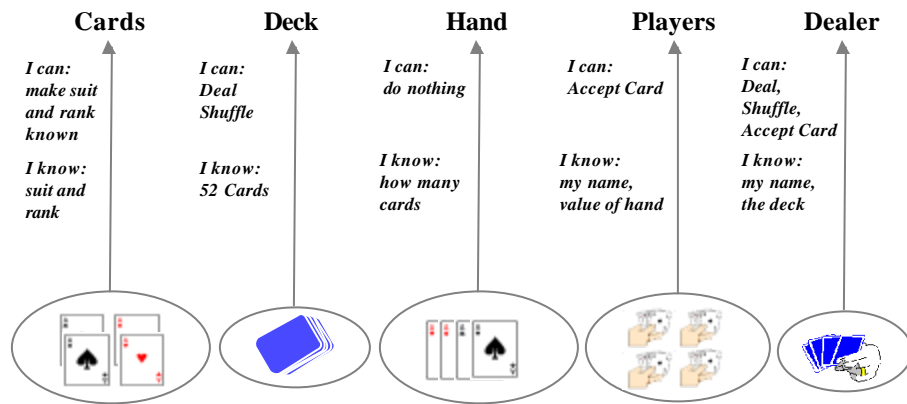 Cards
I can:
make suit
and rank
known
I know:
suit and
rank
Deck
I can:
Deal
Shuffle
I know:
52 Cards
Hand
I can:
do nothing
I know:
how many
cards
Players
I can:
Accept Card
I know:
my name,
value of hand
Dealer
I can:
Deal,
Shuffle,
Accept Card
I know:
my name,
the deck